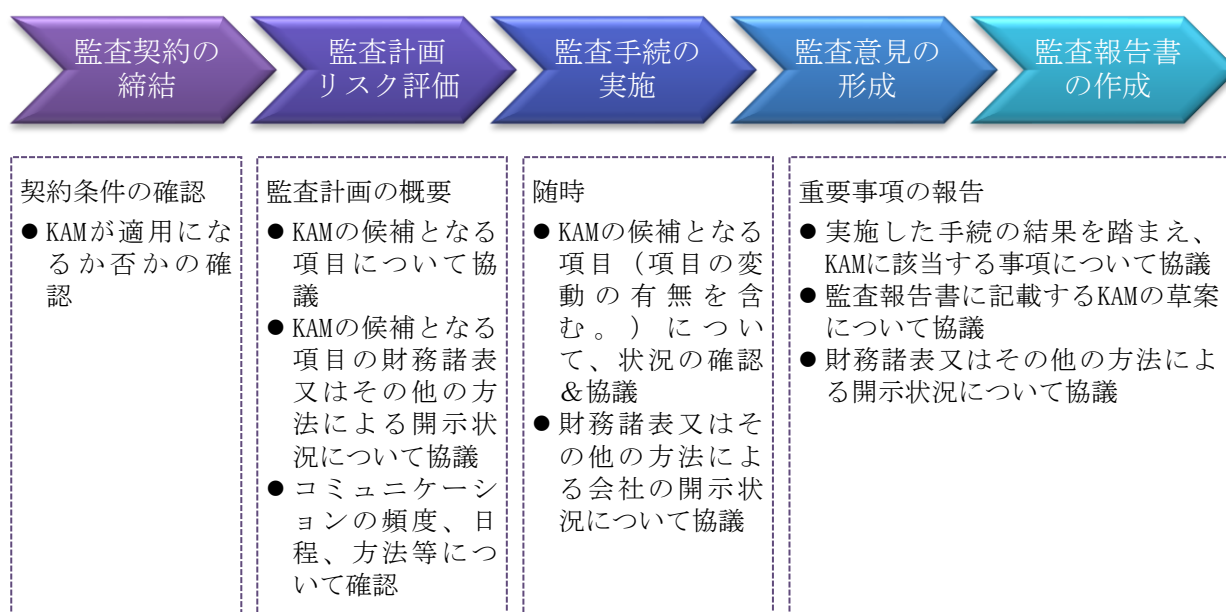 監査契約の
締結
監査計画
リスク評価
監査手続の
実施
監査意見の
形成
監査報告書
の作成
契約条件の確認
●KAMが適用にな
るか否かの確
認
監査計画の概要
●KAMの候補となる
項目について協
議
●KAMの候補となる
項目の財務諸表
又はその他の方
法による開示状
況について協議
●コミュニケーシ
ョンの頻度、日
程、方法等につ
いて確認
随時
●KAMの候補となる
項目（項目の変
動の有無を含
む。）につい
て、状況の確認
＆協議
●財務諸表又はそ
の他の方法によ
る会社の開示状
況について協議
重要事項の報告
●実施した手続の結果を踏まえ、
KAMに該当する事項について協議
●監査報告書に記載するKAMの草案
について協議
●財務諸表又はその他の方法によ
る開示状況について協議